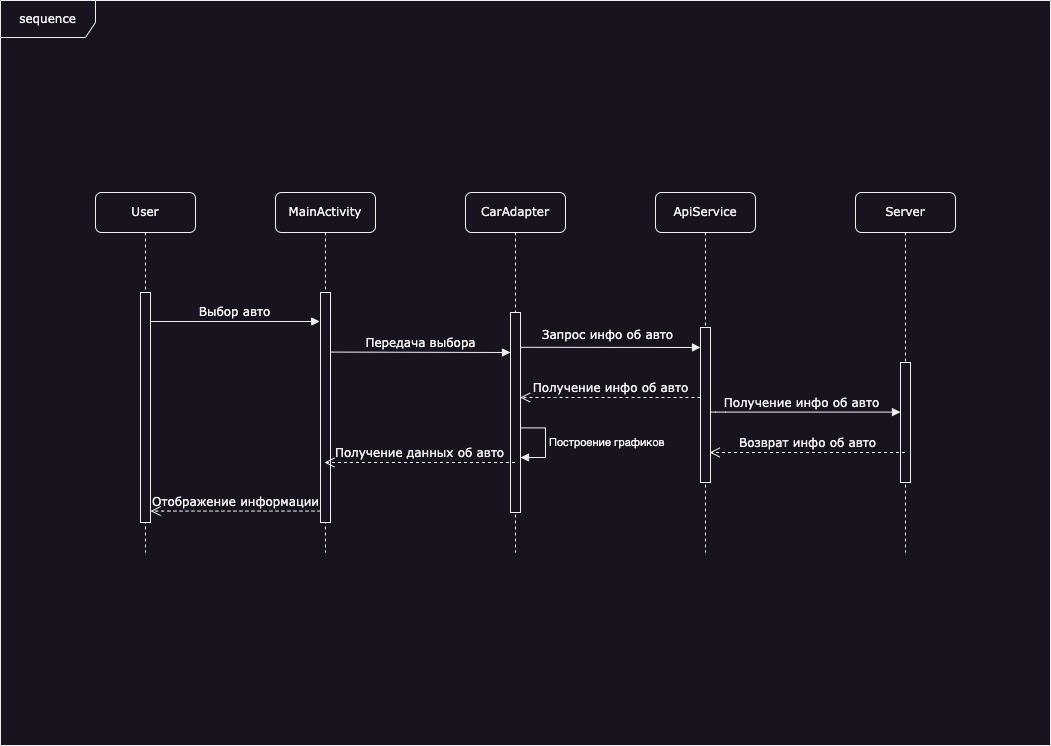 sequence
User
MainActivity
CarAdapter
ApiService
Server
Выбор авто
Передача выбора
Запрос инфо об авто
Получение инфо об авто
Получение инфо об авто
Построение графиков
Возврат инфо об авто
Получение данных об авто
Отображение информации